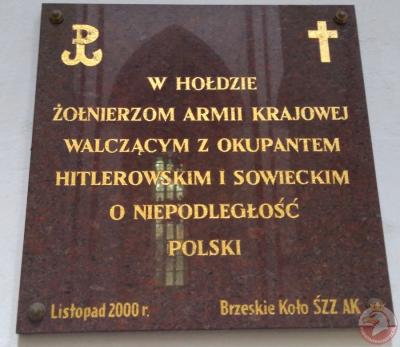 W HOŁDZIE
ŻOŁNIERZOM ARMII KRAJOWEJ
WALCZĄCYM Z OKUPANTEM
HITLEROWSKIM I SOWIECKIM
O NIEPODLEGŁOŚĆ
POLSKI
Listopad 2000 r. Brzeskie Koło ŚZŻ AK